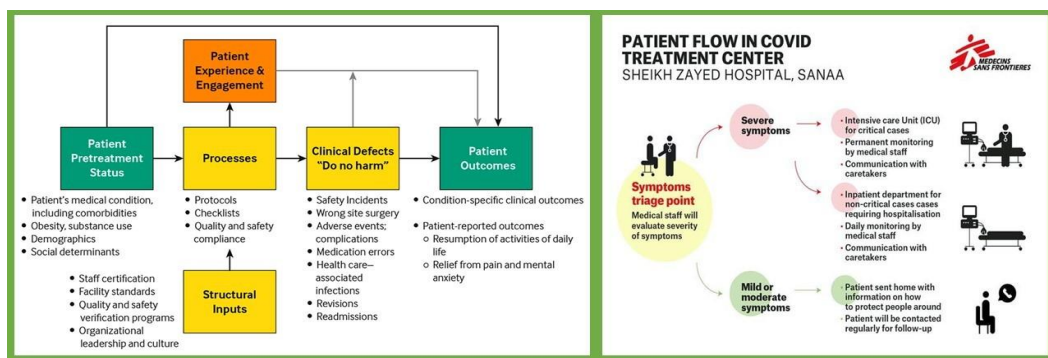 Patient
Experience &
Engagement
Patient
Pretreatment
Status
Processes
Clinical Defects
“Do no harm”
Patient
Outcomes
• Patient's medical condition,
including comorbidities
• Obesity, substance use
• Demographics
• Social determinants
• Protocols
• Checklists
• Quality and safety
compliance
• Safety Incidents
• Wrong site surgery
• Adverse events;
complications
• Medication errors
• Health care–
associated
infections
• Revisions
• Readmissions
• Condition-specific clinical outcomes
• Patient-reported outcomes
o Resumption of activities of daily
life
o Relief from pain and mental
anxiety
• Staff certification
• Facility standards
• Quality and safety
verification programs
• Organizational
leadership and culture
Structural
Inputs
PATIENT FLOW IN COVID
TREATMENT CENTER
SHEIKH ZAYED HOSPITAL, SANAA
MEDECINS
SANS FRONTIERES
Symptoms
triage point
Medical staff will
evaluate severity
of symptoms
Severe
symptoms
• Intensive care Unit (ICU)
for critical cases
• Permanent monitoring
by medical staff
• Communication with
caretakers
• Inpatient department for
non-critical cases cases
requiring hospitalisation
• Daily monitoring by
medical staff
• Communication with
caretakers
Mild or
moderate
symptoms
• Patient sent home with
information on how
to protect people around
• Patient will be contacted
regularly for follow-up